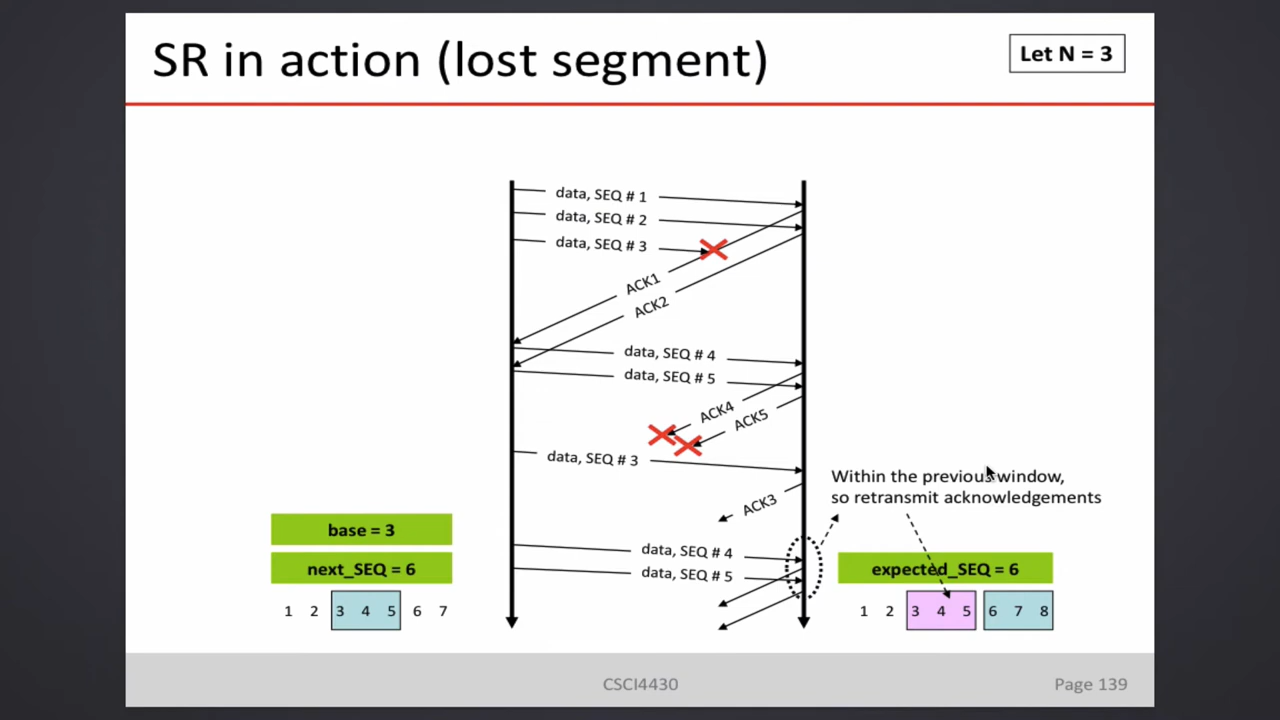 SR in action (lost segment)
Let N = 3
data, SEQ # 1
data, SEQ # 2
data, SEQ # 3
ACK1
ACK2
data, SEQ # 4
data, SEQ # 5
ACK4
ACK5
data, SEQ # 3
Within the previous window,
so retransmit acknowledgements
ACK3
base = 3
data, SEQ # 4
next_SEQ = 6
expected_SEQ = 6
data, SEQ # 5
1 2 3 4 5 6 7
1 2 3 4 5 6 7 8
CSCI4430
Page 139